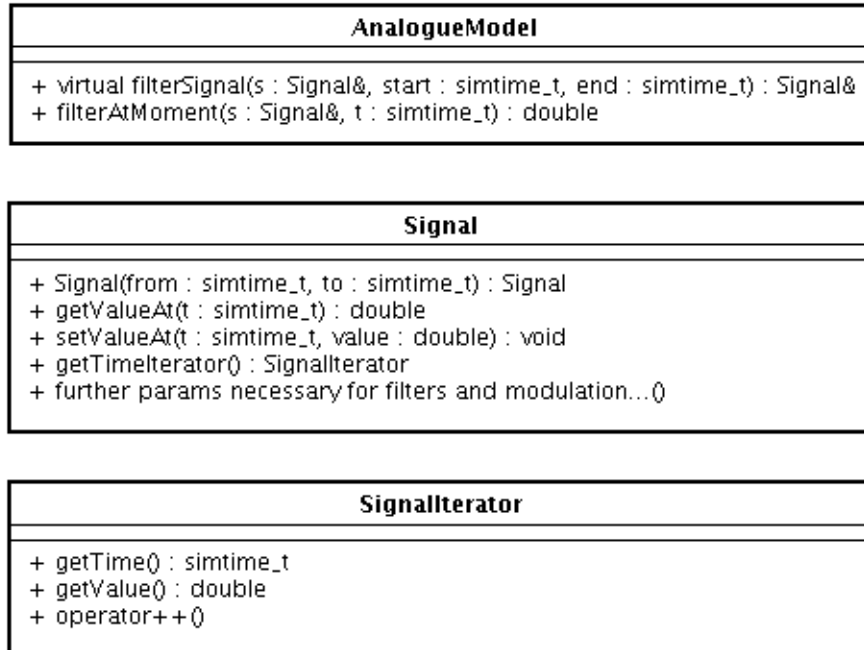 AnalogueModel
+ virtual filterSignal(s : Signal&, start : simtime_t, end : simtime_t) : Signal&
+ filterAtMoment(s : Signal&, t : simtime_t) : double
Signal
+ Signal(from : simtime_t, to : simtime_t) : Signal
+ getValueAt(t : simtime_t) : double
+ setValueAt(t : simtime_t, value : double) : void
+ getTimeIterator() : SignalIterator
+ further params necessary for filters and modulation...()
SignalIterator
+ getTime() : simtime_t
+ getValue() : double
+ operator++()